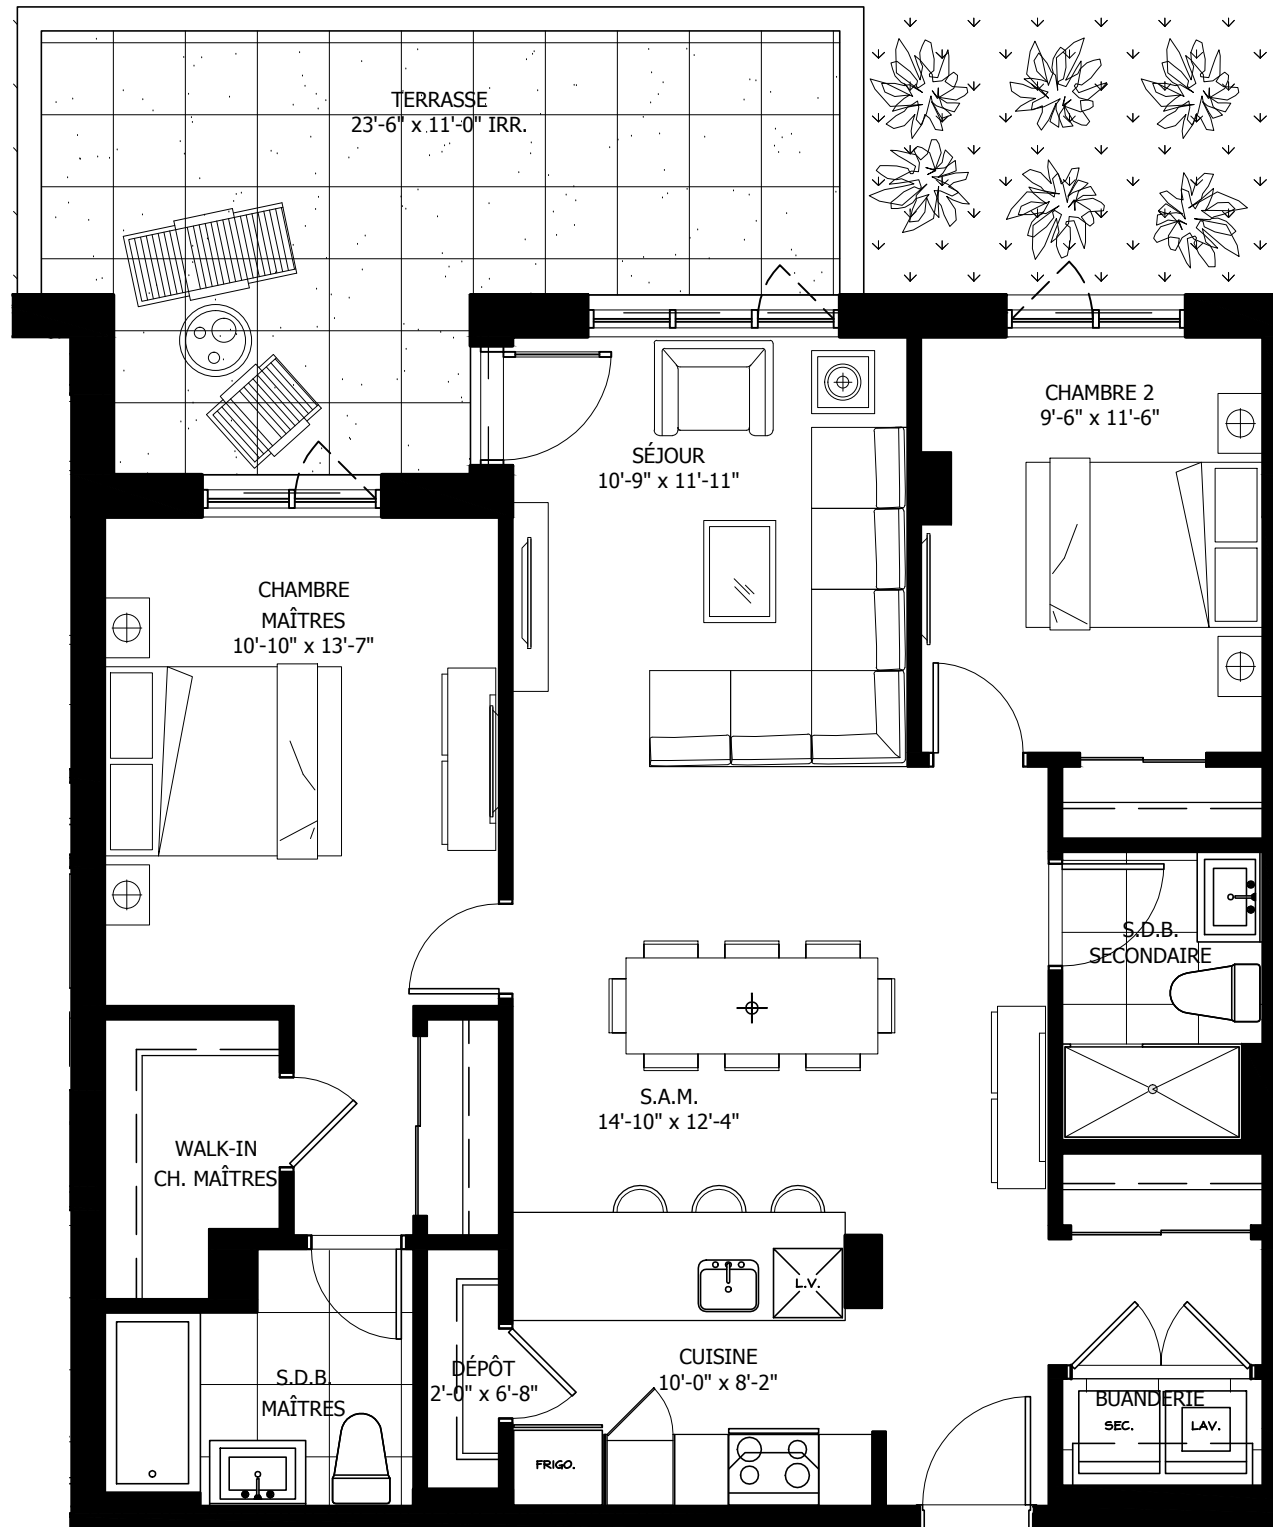 TERRASSE
23'-6" x 11'-0" IRR.
CHAMBRE 2
9'-6" x 11'-6"
SÉJOUR
10'-9" x 11'-11"
CHAMBRE
MAÎTRES
10'-10" x 13'-7"
S.D.B.
SECONDAIRE
S.A.M.
14'-10" x 12'-4"
WALK-IN
CH. MAÎTRES
L.V.
CUISINE
10'-0" x 8'-2"
DÉPÔT
2'-0" x 6'-8"
S.D.B.
MAÎTRES
BUANDERIE
SEC.
LAV.
FRIGO.